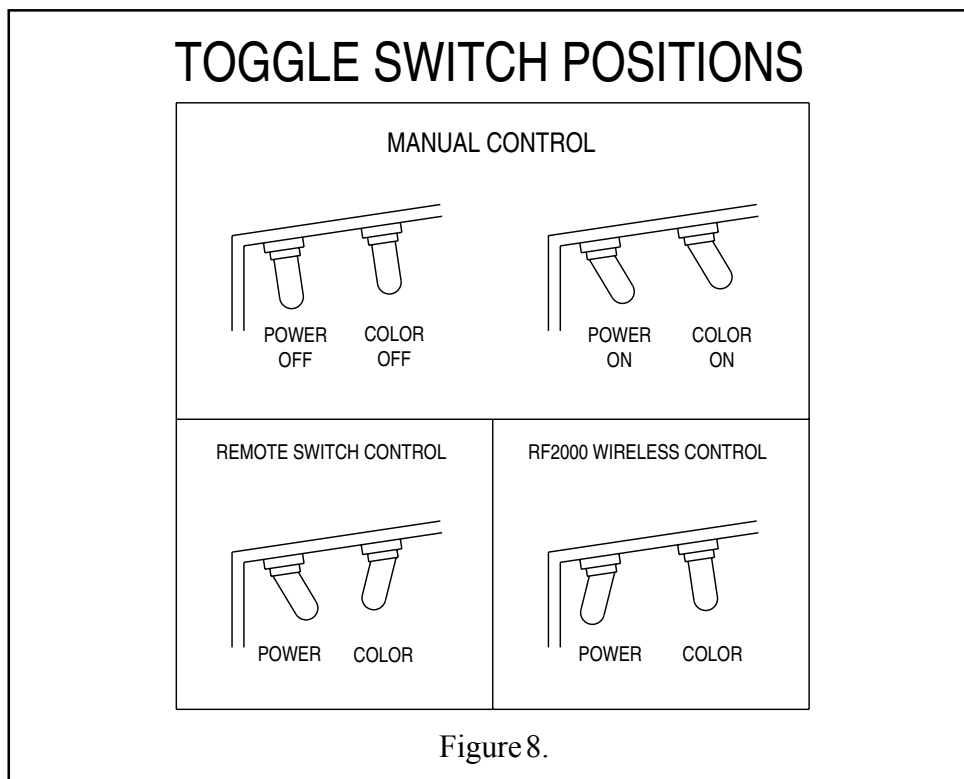 TOGGLE SWITCH POSITIONS
MANUAL CONTROL
POWER OFF
COLOR OFF
POWER ON
COLOR ON
REMOTE SWITCH CONTROL
POWER
COLOR
RF2000 WIRELESS CONTROL
POWER
COLOR
Figure 8.